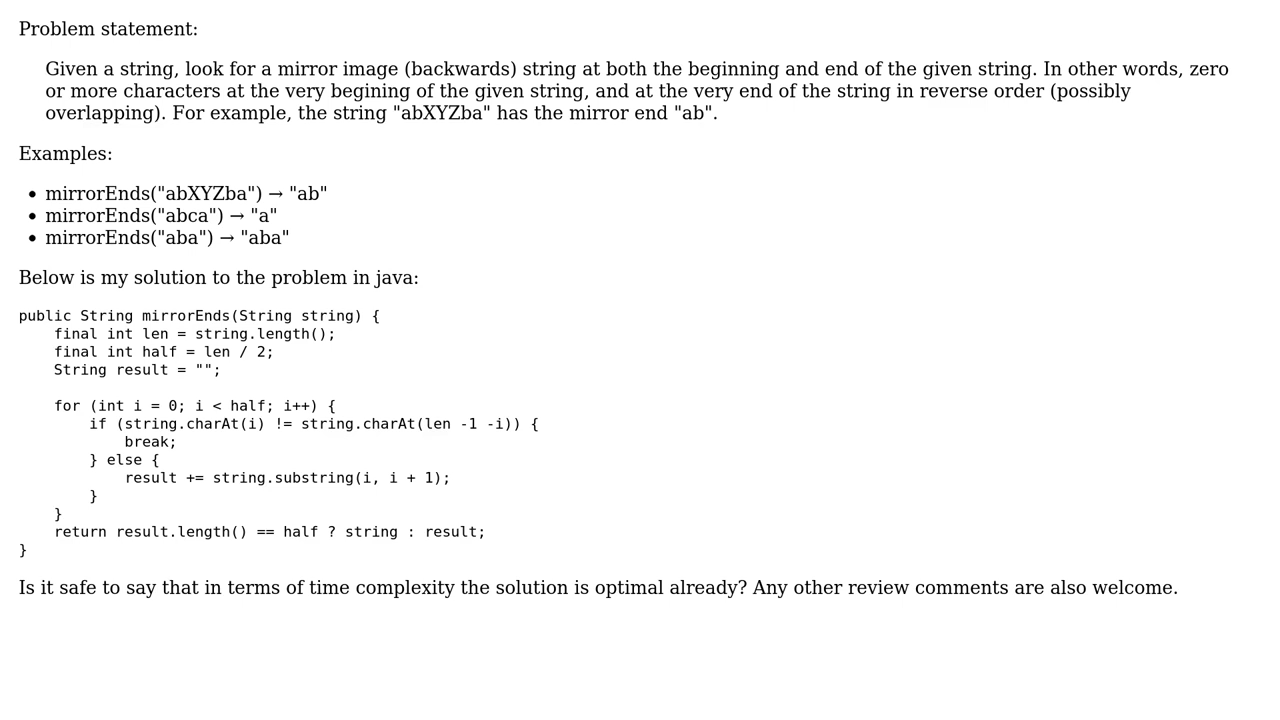 Problem statement:
Given a string, look for a mirror image (backwards) string at both the beginning and end of the given string. In other words, zero
or more characters at the very begining of the given string, and at the very end of the string in reverse order (possibly
overlapping). For example, the string "abXYZba" has the mirror end "ab".
Examples:
• mirrorEnds("abXYZba") → "ab"
• mirrorEnds("abca") → "a"
• mirrorEnds("aba") → "aba"
Below is my solution to the problem in java:
public String mirrorEnds(String string) {
    final int len = string.length();
    final int half = len / 2;
    String result = "";
    for (int i = 0; i < half; i++) {
        if (string.charAt(i) != string.charAt(len -1 -i)) {
            break;
        } else {
            result += string.substring(i, i + 1);
        }
    }
    return result.length() == half ? string : result;
}
Is it safe to say that in terms of time complexity the solution is optimal already? Any other review comments are also welcome.